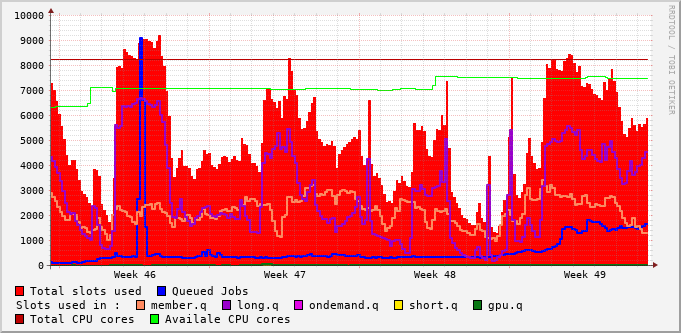 10000
9000
8000
7000
6000
5000
4000
3000
2000
1000
0
Week 46 Week 47 Week 48 Week 49
Total slots used Queued Jobs
Slots used in : member.q long.q ondemand.q short.q gpu.q
Total CPU cores Availale CPU cores
RRDTOOL / TOBI OETIKER